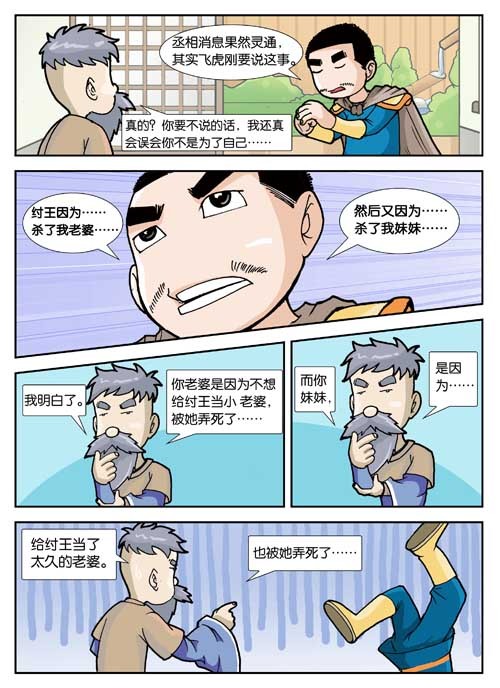 丞相消息果然灵通，
其实飞虎刚要说这事。
真的？你要不说的话，我还真
会误会你不是为了自己……
纣王因为……
杀了我老婆……
然后又因为……
杀了我妹妹……
我明白了。
你老婆是因为不想
给纣王当小 老婆，
被她弄死了……
而你
妹妹，
是因
为……
给纣王当了
太久的老婆。
也被她弄死了……